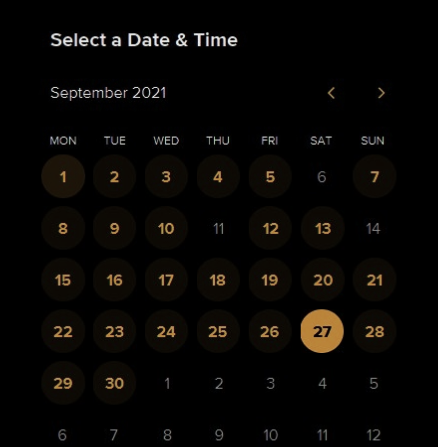 Select a Date & Time
September 2021
MON TUE WED THU FRI SAT SUN
1 2 3 4 5 6 7
8 9 10 11 12 13 14
15 16 17 18 19 20 21
22 23 24 25 26 27 28
29 30 1 2 3 4 5
6 7 8 9 10 11 12